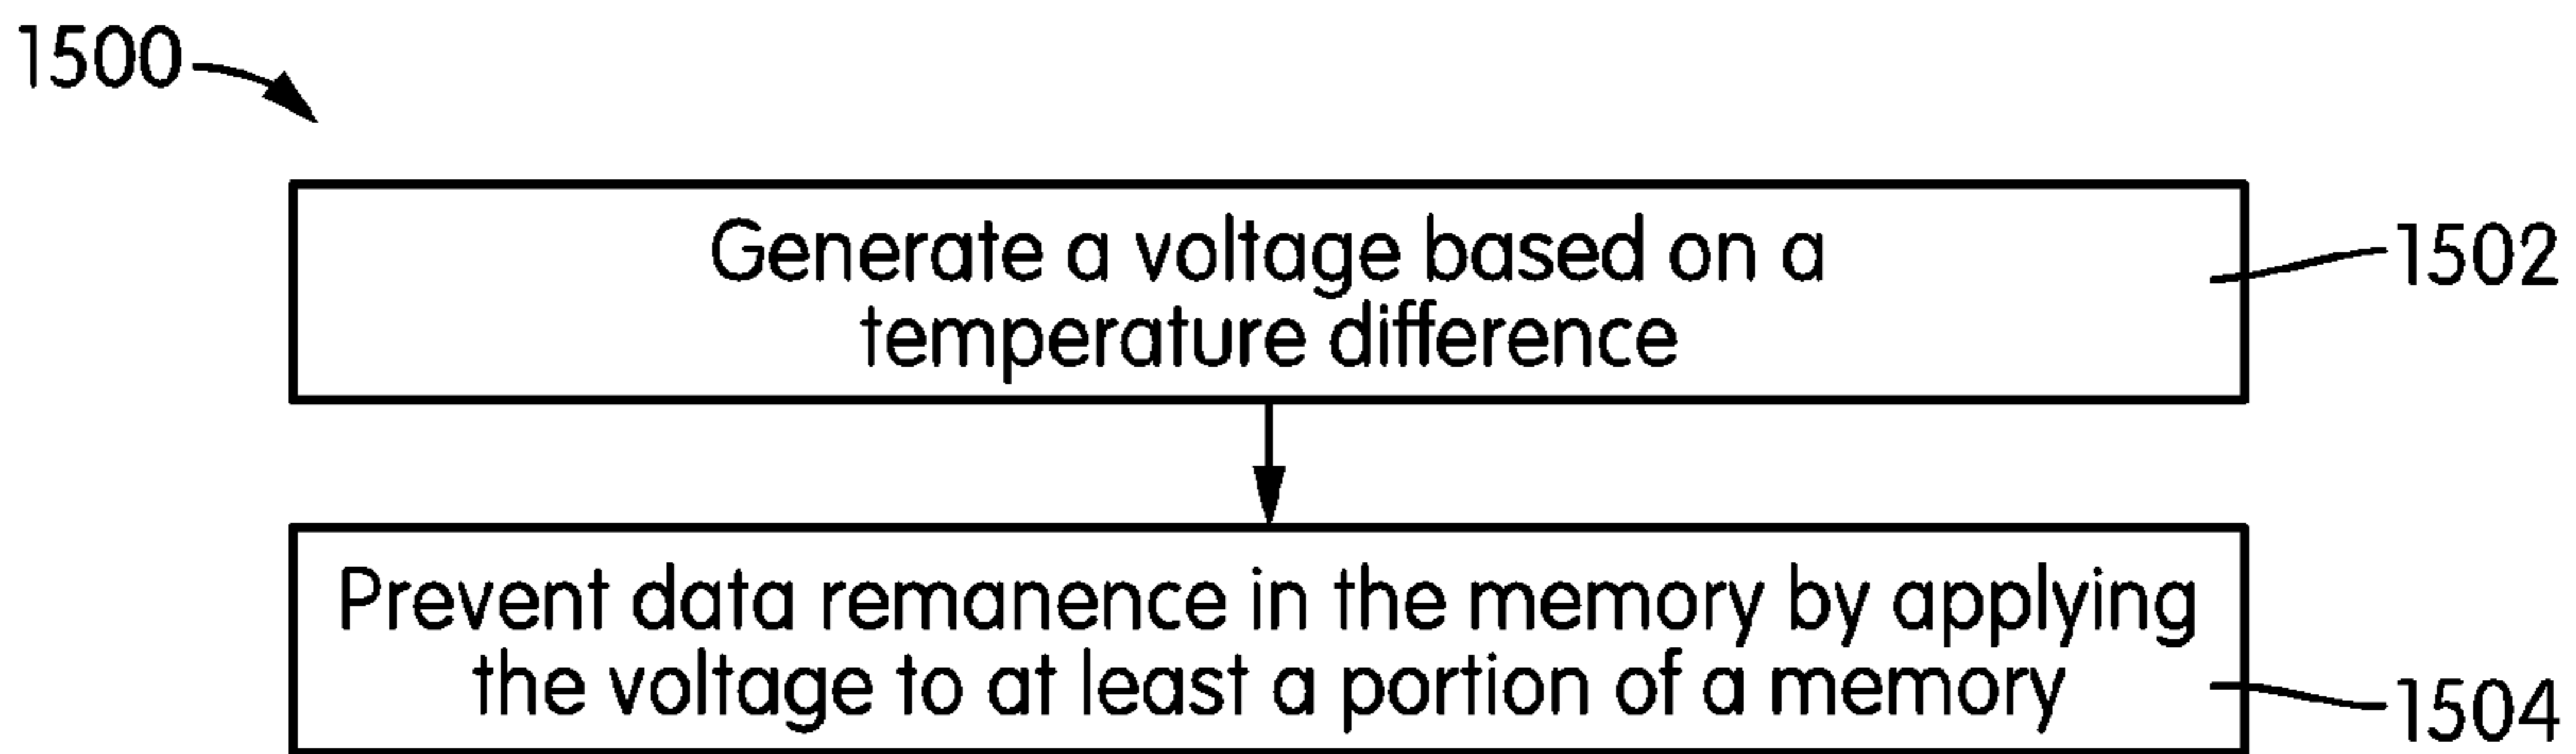 1500
Generate a voltage based on a
temperature difference
1502
Prevent data remanence in the memory by applying
the voltage to at least a portion of a memory
1504